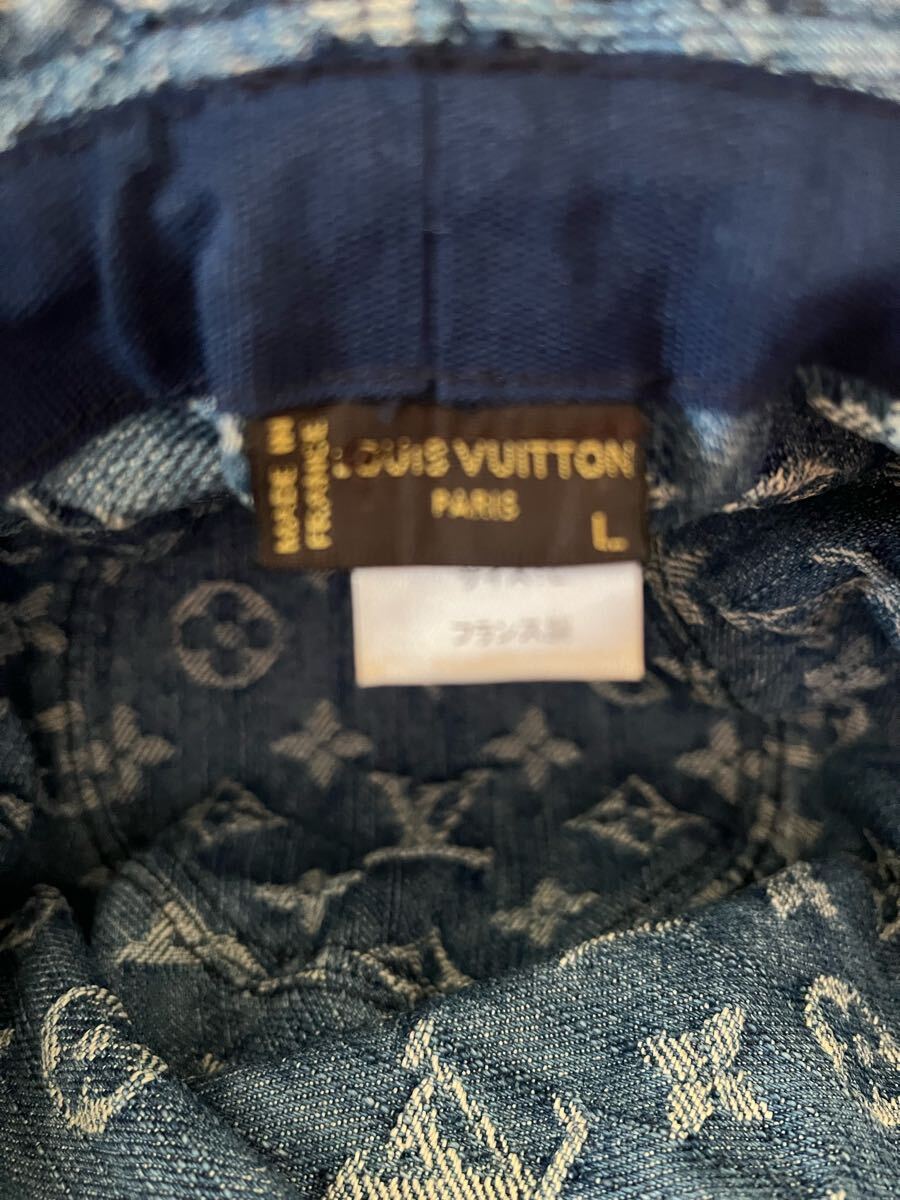 MADE IN
FRANCE
LOUIS VUITTON
PARIS
L
フランス製